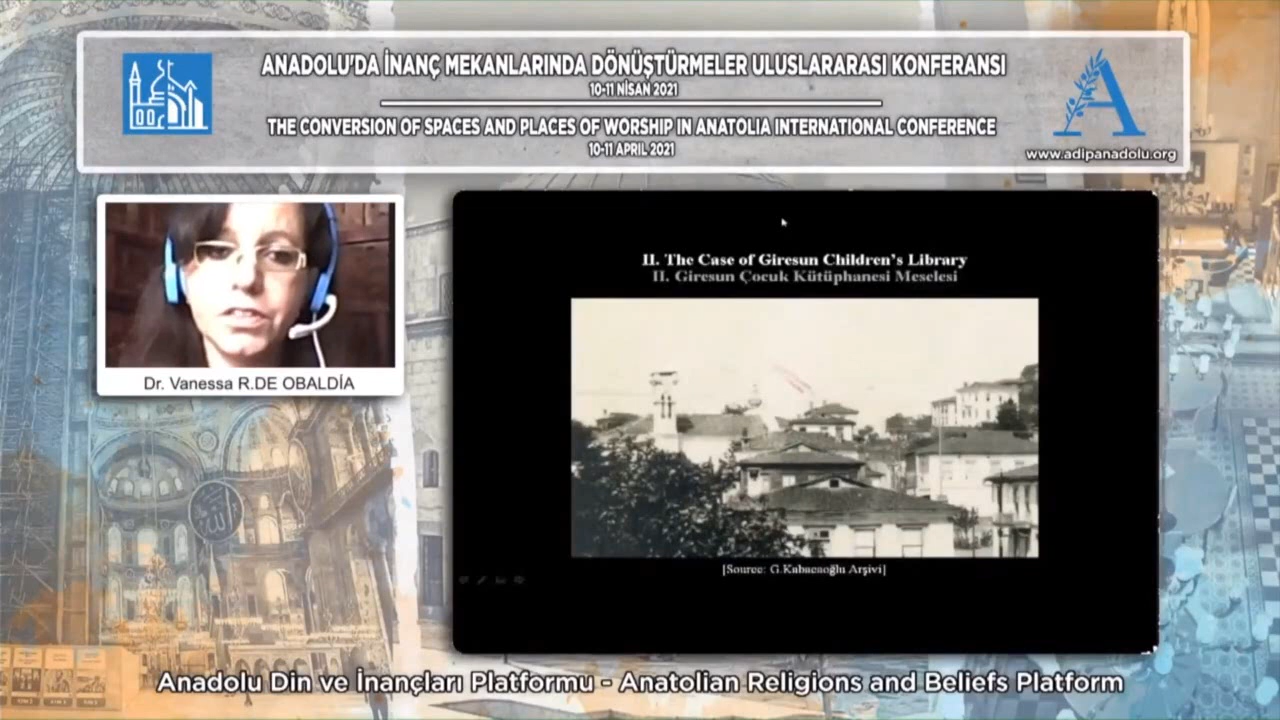 ANADOLU'DA İNANÇ MEKANLARINDA DÖNÜŞTÜRMELER ULUSLARARASI KONFERANSI
10-11 NİSAN 2021
THE CONVERSION OF SPACES AND PLACES OF WORSHIP IN ANATOLIA INTERNATIONAL CONFERENCE
10-11 APRIL 2021
www.adipanadolu.org
Dr. Vanessa R.DE OBALDÍA
II. The Case of Giresun Children's Library
II. Giresun Çocuk Kütüphanesi Meselesi
[Source: G.Kabacaoğlu Arşivi]
Anadolu Din ve İnançları Platformu - Anatolian Religions and Beliefs Platform